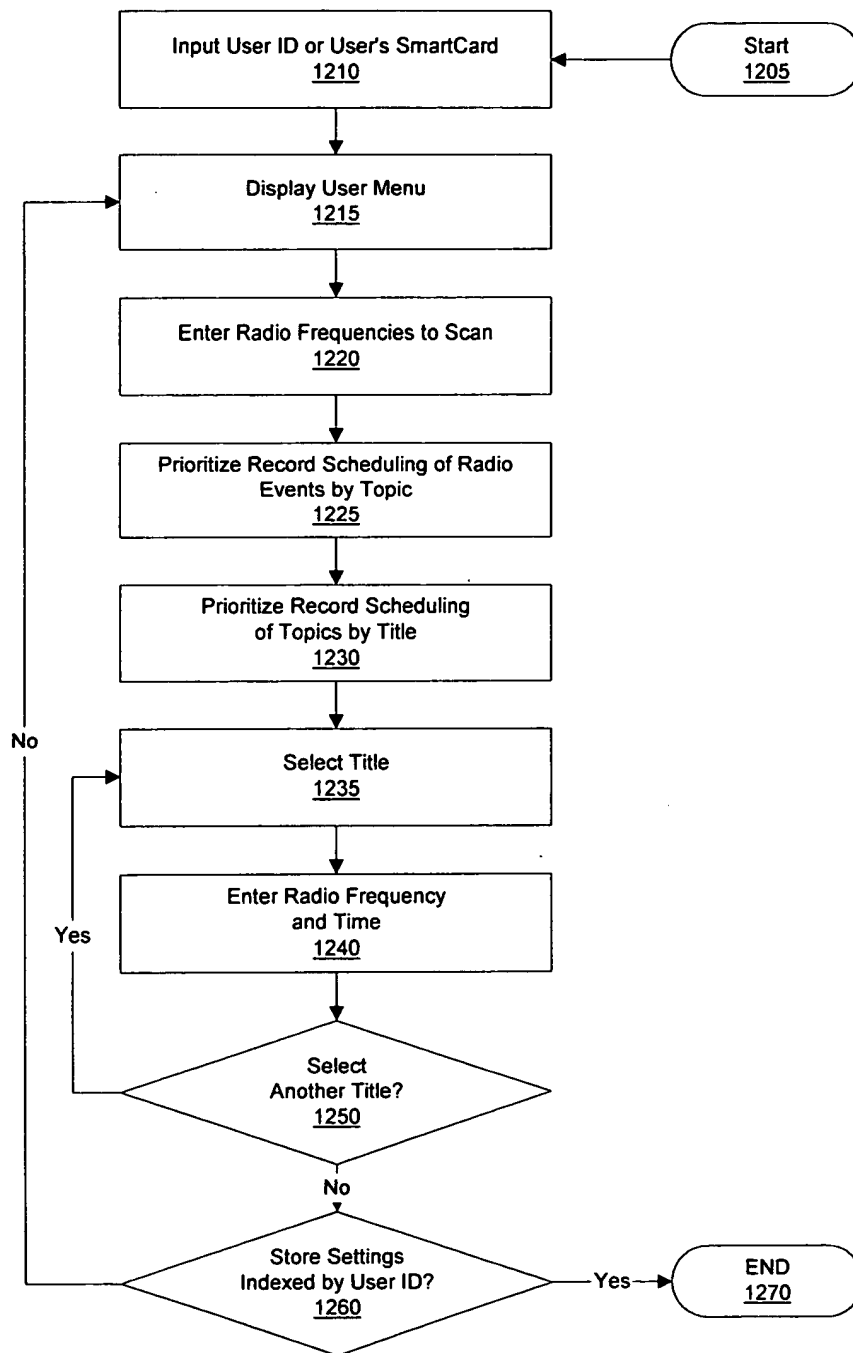 Start
1205
Input User ID or User's SmartCard
1210
Display User Menu
1215
Enter Radio Frequencies to Scan
1220
Prioritize Record Scheduling of Radio
Events by Topic
1225
Prioritize Record Scheduling
of Topics by Title
1230
Select Title
1235
Enter Radio Frequency
and Time
1240
Select
Another Title?
1250
Yes
No
Store Settings
Indexed by User ID?
1260
No
Yes
END
1270